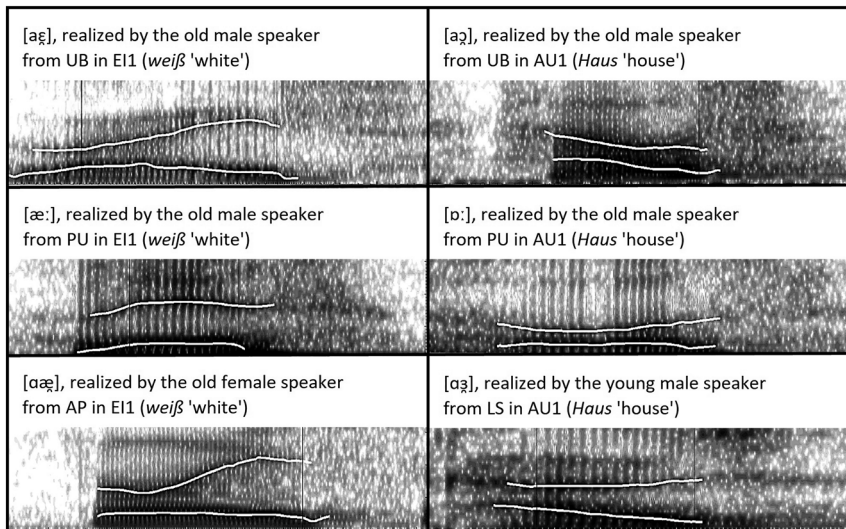 [aɛ̯], realized by the old male speaker
from UB in EI1 (weiß 'white')
[aɔ̯], realized by the old male speaker
from UB in AU1 (Haus 'house')
[æː], realized by the old male speaker
from PU in EI1 (weiß 'white')
[ɒː], realized by the old male speaker
from PU in AU1 (Haus 'house')
[ɑæ̯], realized by the old female speaker
from AP in EI1 (weiß 'white')
[ɑɜ̯], realized by the young male speaker
from LS in AU1 (Haus 'house')